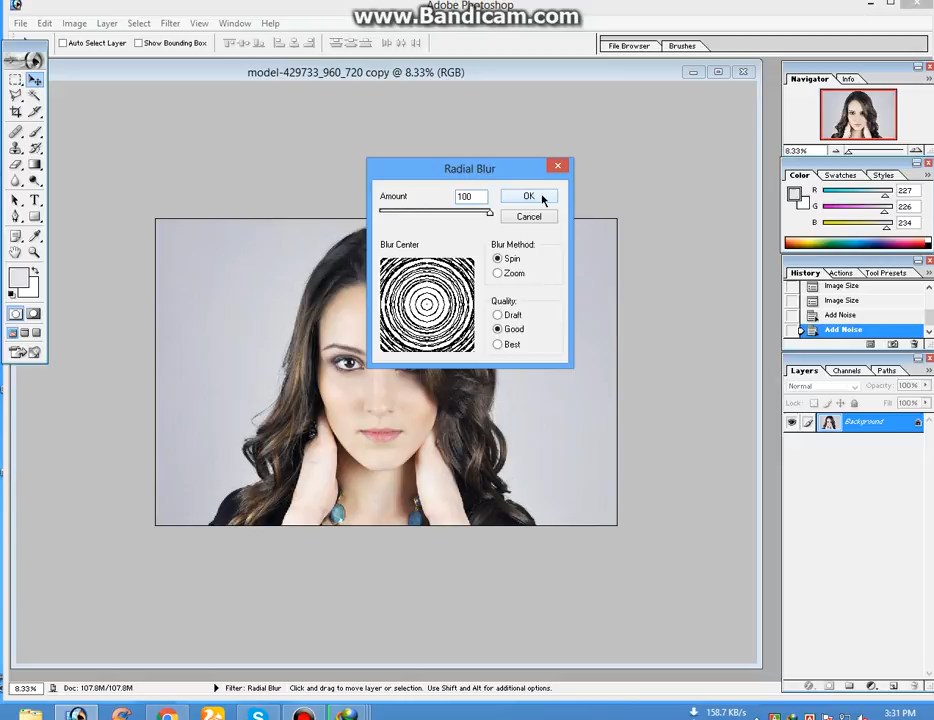 Adobe Photoshop
www.Bandicam.com
File Edit Image Layer Select Filter View Window Help
Auto Select Layer Show Bounding Box File Browser Brushes
model-429733_960_720 copy @ 8.33% (RGB)
Navigator Info
8.33%
Color Swatches Styles
R 227
G 226
B 234
History Actions Tool Presets
Image Size
Image Size
Add Noise
Add Noise
Layers Channels Paths
Normal Opacity: 100%
Lock: Fill: 100%
Background
Radial Blur
Amount 100 OK
Cancel
Blur Center Blur Method:
Spin
Zoom
Quality:
Draft
Good
Best
8.33% Doc: 107.8M/107.8M Filter: Radial Blur Click and drag to move layer or selection. Use Shift and Alt for additional options.
158.7 KB/s 3:31 PM